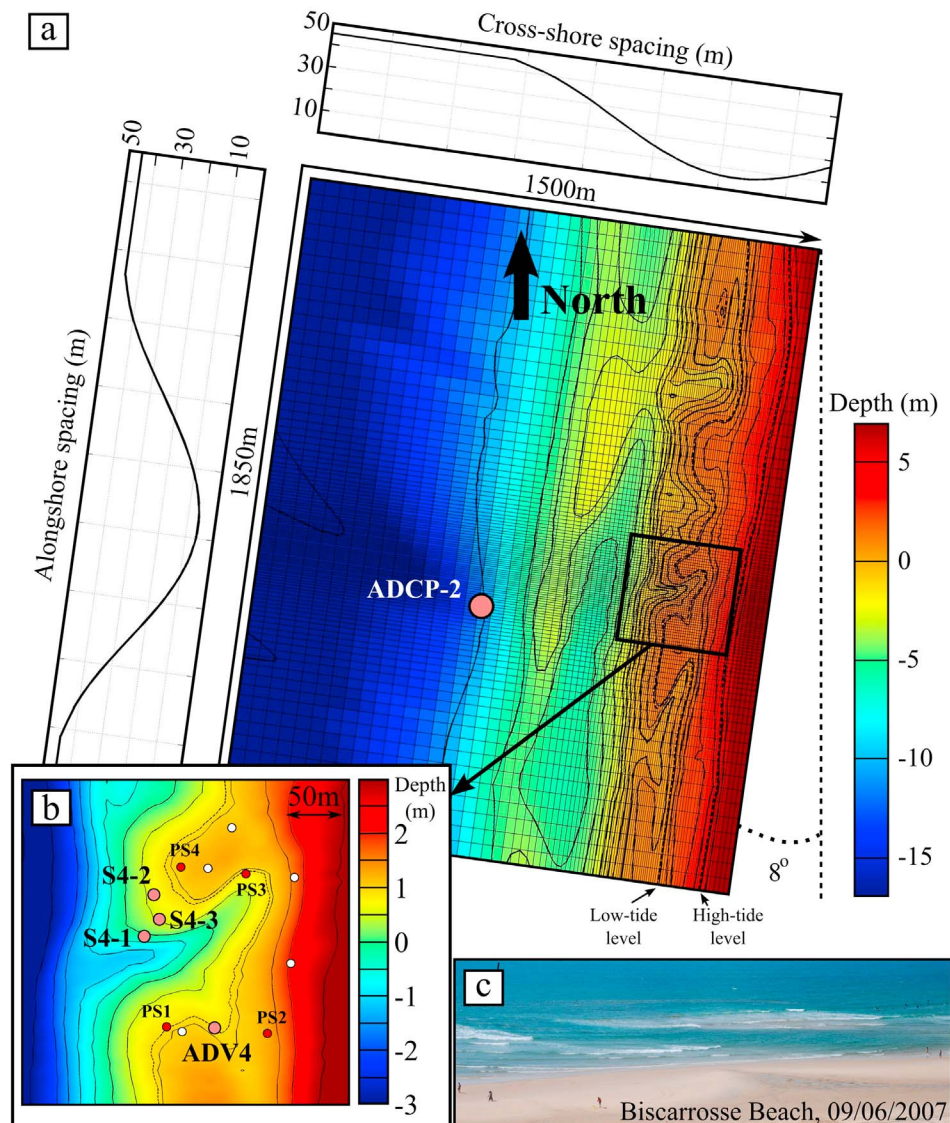 a
Cross-shore spacing (m)
50
30
10
50
30
10
Alongshore spacing (m)
1500m
1850m
North
ADCP-2
Depth (m)
5
0
-5
-10
-15
8°
Low-tide
level
High-tide
level
b
Depth
(m)
50m
2
1
0
-1
-2
-3
PS4
S4-2
PS3
S4-3
S4-1
PS1
PS2
ADV4
c
Biscarrosse Beach, 09/06/2007